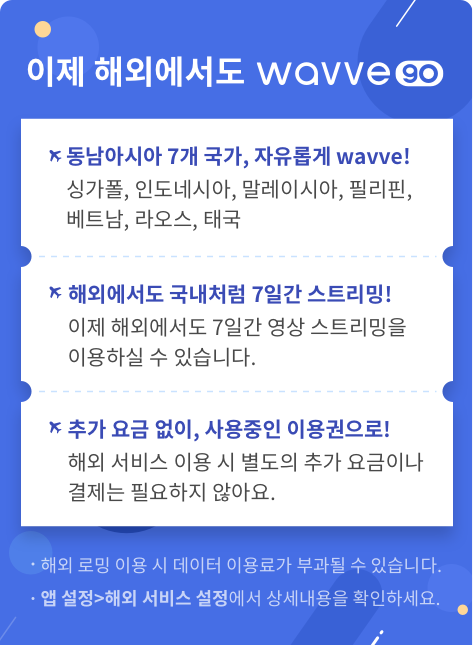 이제 해외에서도 wavve go
동남아시아 7개 국가, 자유롭게 wavve!
싱가폴, 인도네시아, 말레이시아, 필리핀,
베트남, 라오스, 태국
해외에서도 국내처럼 7일간 스트리밍!
이제 해외에서도 7일간 영상 스트리밍을
이용하실 수 있습니다.
추가 요금 없이, 사용중인 이용권으로!
해외 서비스 이용 시 별도의 추가 요금이나
결제는 필요하지 않아요.
· 해외 로밍 이용 시 데이터 이용료가 부과될 수 있습니다.
· 앱 설정>해외 서비스 설정에서 상세내용을 확인하세요.